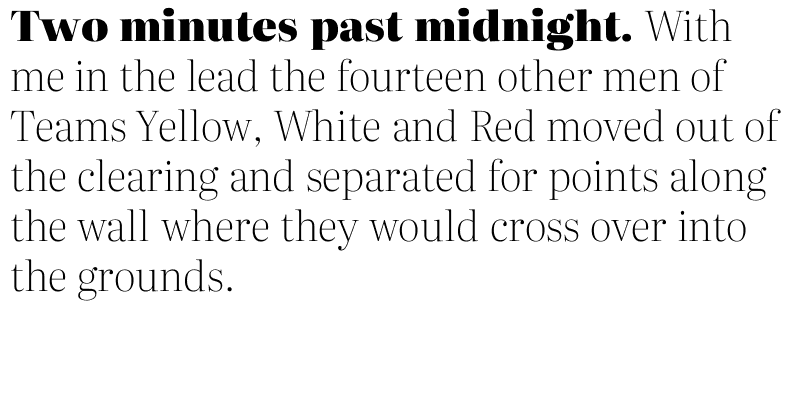 Two minutes past midnight. With
me in the lead the fourteen other men of
Teams Yellow, White and Red moved out of
the clearing and separated for points along
the wall where they would cross over into
the grounds.